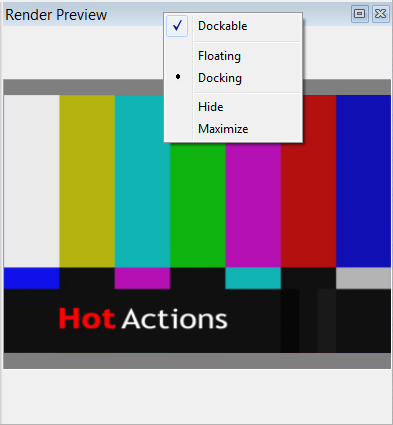 Render Preview
Dockable
Floating
Docking
Hide
Maximize
Hot Actions